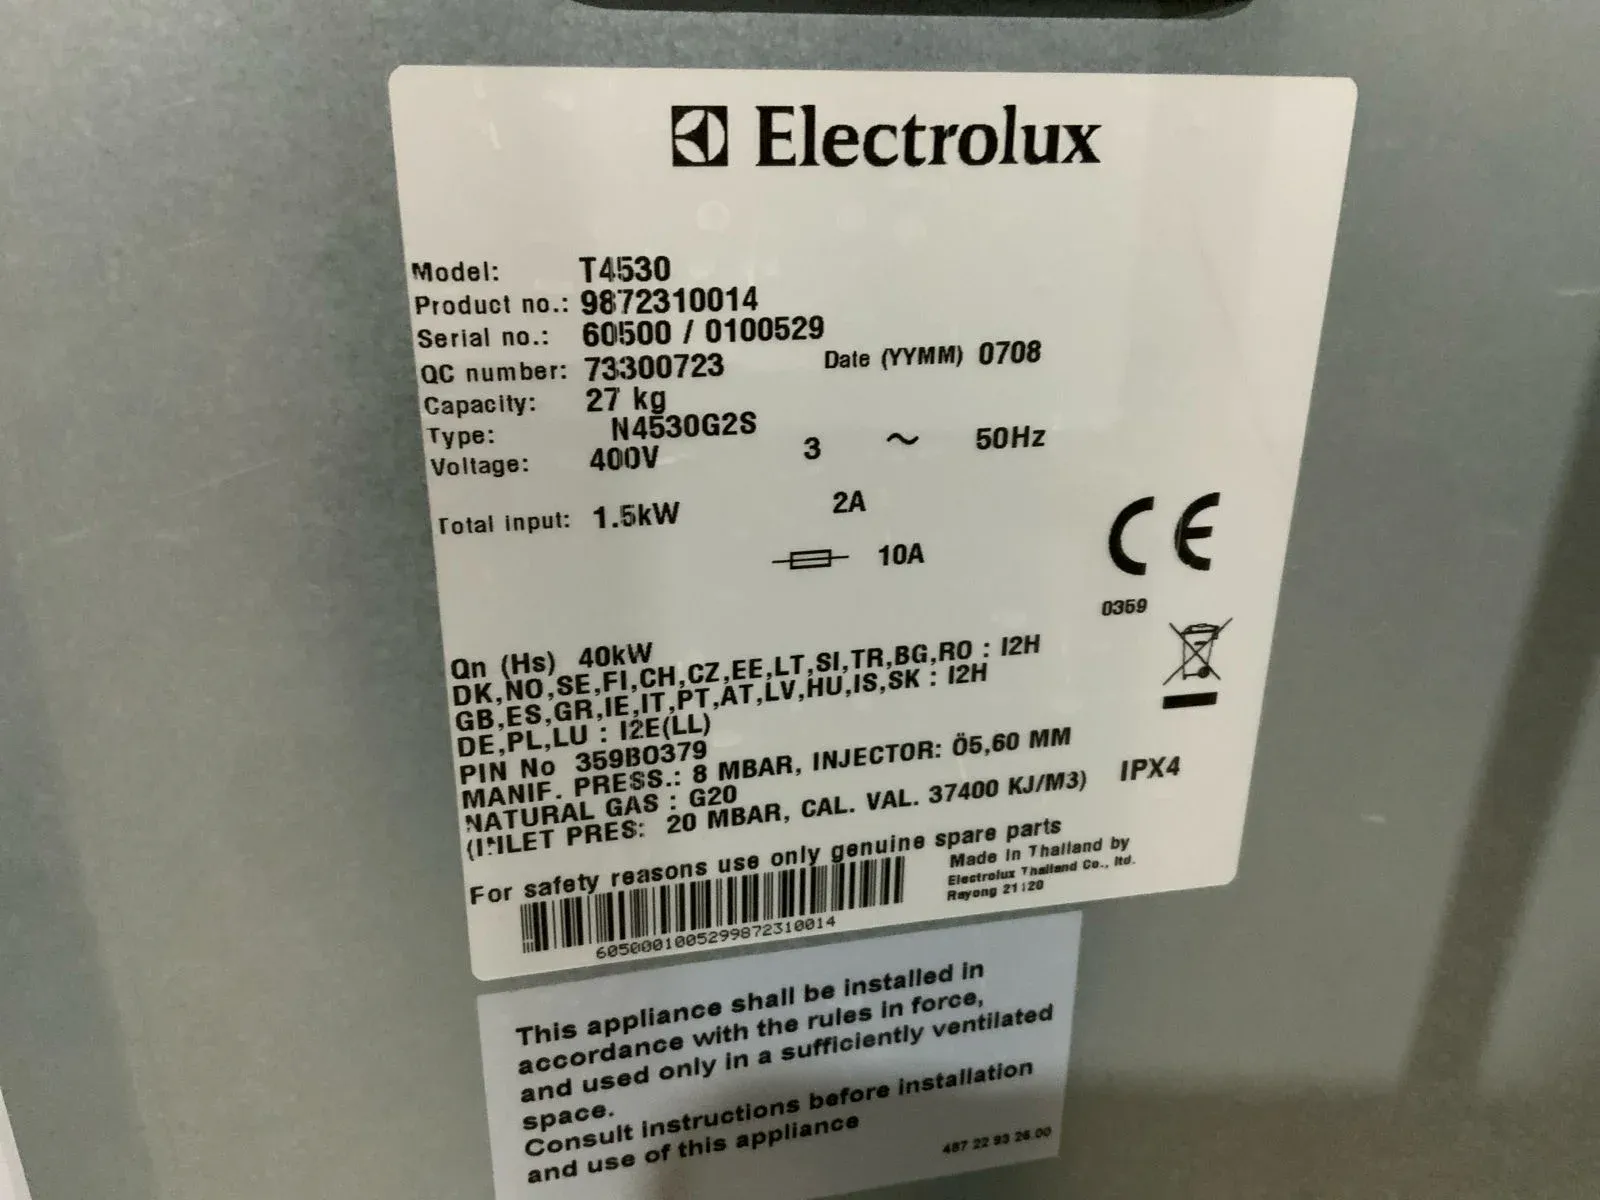 Electrolux
Model: T4530
Product no.: 9872310014
Serial no.: 60500 / 0100529
QC number: 73300723 Date (YYMM) 0708
Capacity: 27 kg
Type: N4530G2S
Voltage: 400V 3 ~ 50Hz
Total input: 1.5kW 2A
10A
CE
0359
Qn (Hs) 40kW
DK,NO,SE,FI,CH,CZ,EE,LT,SI,TR,BG,RO : I2H
GB,ES,GR,IE,IT,PT,AT,LV,HU,IS,SK : I2H
DE,PL,LU : I2E(LL)
PIN No 359BO379
MANIF. PRESS.: 8 MBAR, INJECTOR: Ö5,60 MM
NATURAL GAS : G20
(INLET PRES: 20 MBAR, CAL. VAL. 37400 KJ/M3) IPX4
For safety reasons use only genuine spare parts
Made in Thailand by
Electrolux Thailand Co., ltd.
Rayong 21120
6050001005299872310014
This appliance shall be installed in
accordance with the rules in force,
and used only in a sufficiently ventilated
space.
Consult instructions before installation
and use of this appliance
487 22 93 26.00